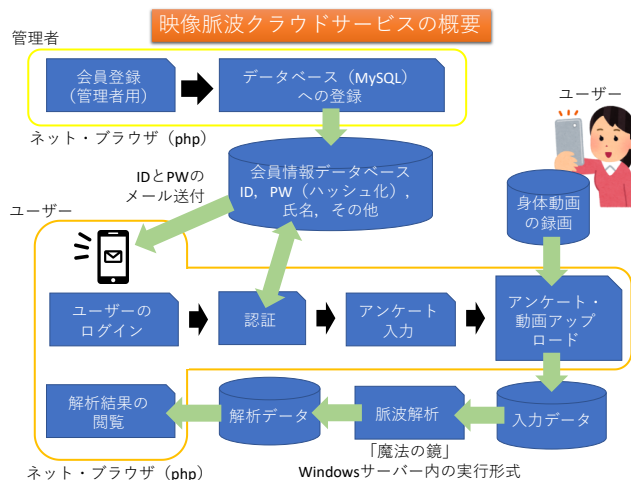 映像脈波クラウドサービスの概要
管理者
会員登録
（管理者用）
データベース（MySQL）
への登録
ネット・ブラウザ（php）
ユーザー
IDとPWの
メール送付
会員情報データベース
ID，PW（ハッシュ化），
氏名，その他
身体動画
の録画
ユーザー
ユーザーの
ログイン
認証
アンケート
入力
アンケート・
動画アップ
ロード
解析結果の
閲覧
解析データ
脈波解析
入力データ
「魔法の鏡」
Windowsサーバー内の実行形式
ネット・ブラウザ（php）